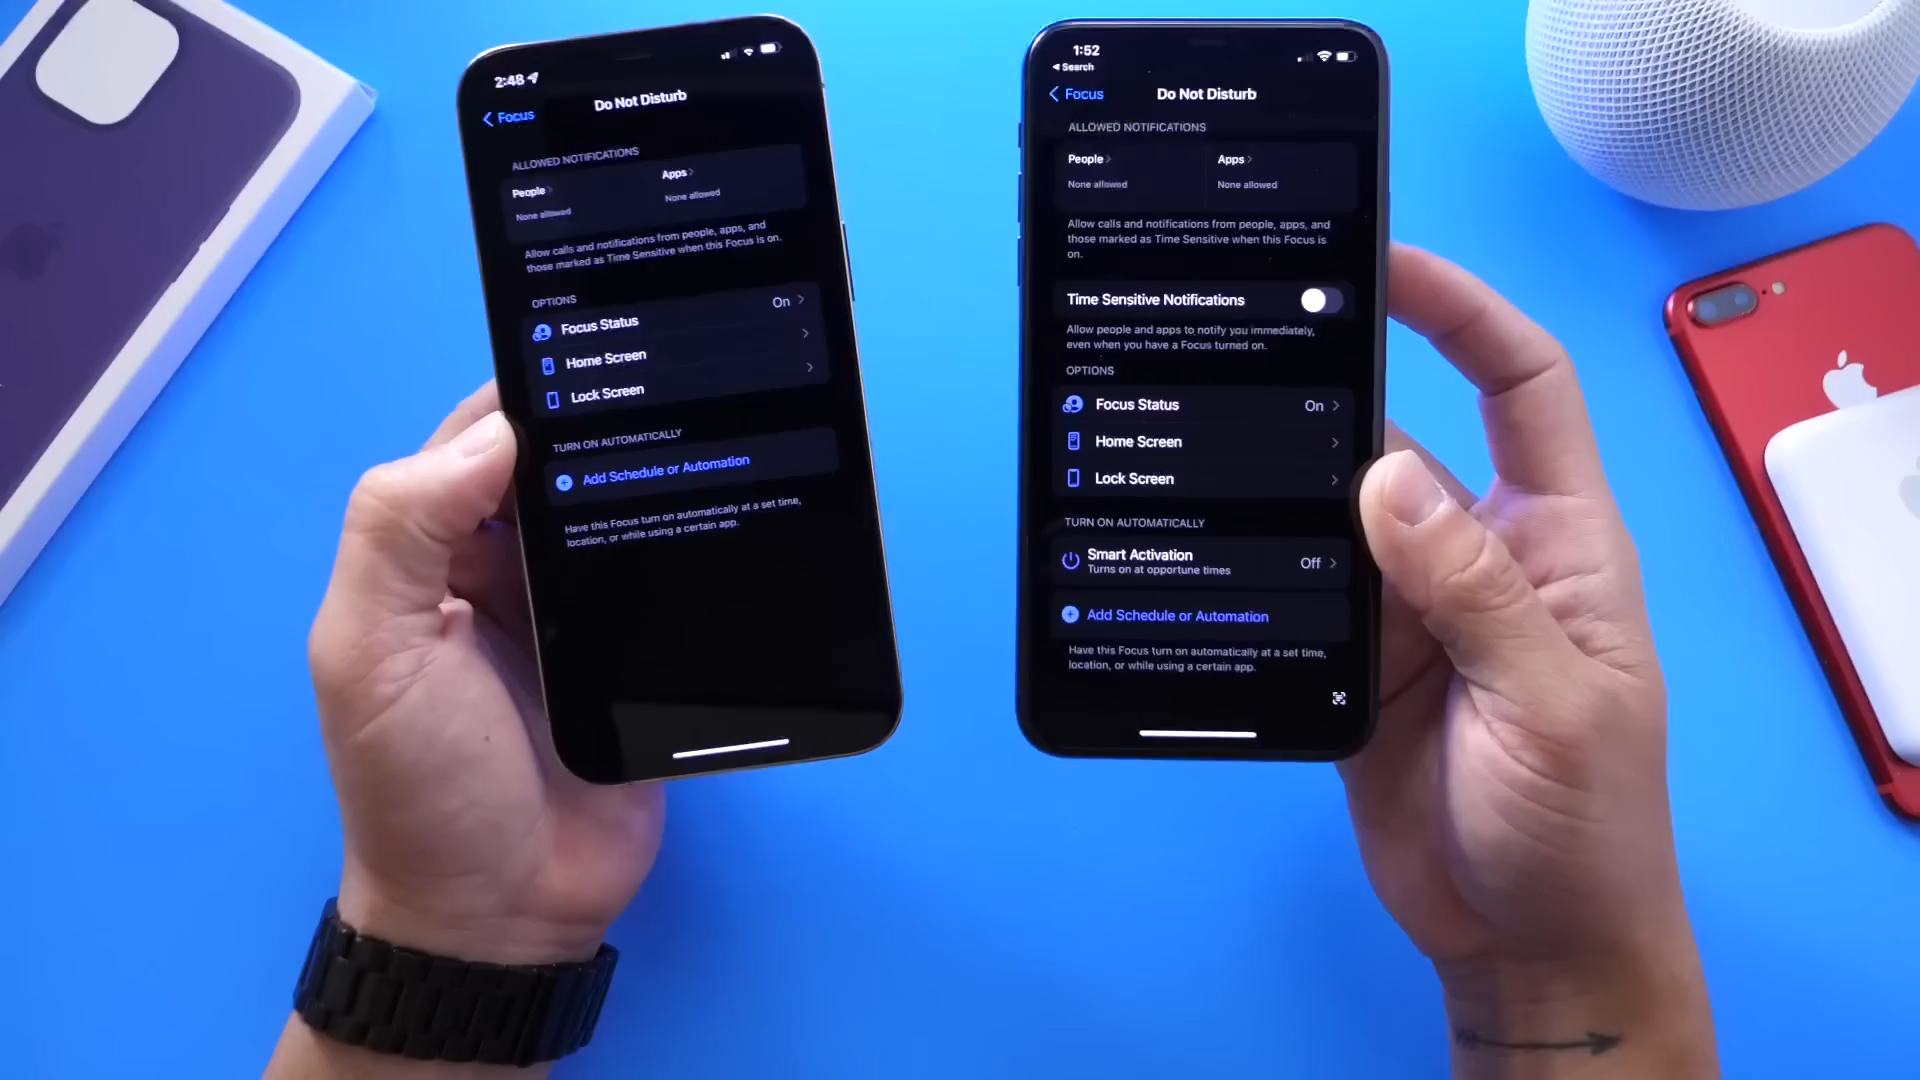 2:48
Focus
Do Not Disturb
ALLOWED NOTIFICATIONS
People
None allowed
Apps
None allowed
Allow calls and notifications from people, apps, and
those marked as Time Sensitive when this Focus is on.
OPTIONS
Focus Status
On
Home Screen
Lock Screen
TURN ON AUTOMATICALLY
Add Schedule or Automation
Have this Focus turn on automatically at a set time,
location, or while using a certain app.
1:52
Search
Focus
Do Not Disturb
ALLOWED NOTIFICATIONS
People
None allowed
Apps
None allowed
Allow calls and notifications from people, apps, and
those marked as Time Sensitive when this Focus is
on.
Time Sensitive Notifications
Allow people and apps to notify you immediately,
even when you have a Focus turned on.
OPTIONS
Focus Status
On
Home Screen
Lock Screen
TURN ON AUTOMATICALLY
Smart Activation
Turns on at opportune times
Off
Add Schedule or Automation
Have this Focus turn on automatically at a set time,
location, or while using a certain app.